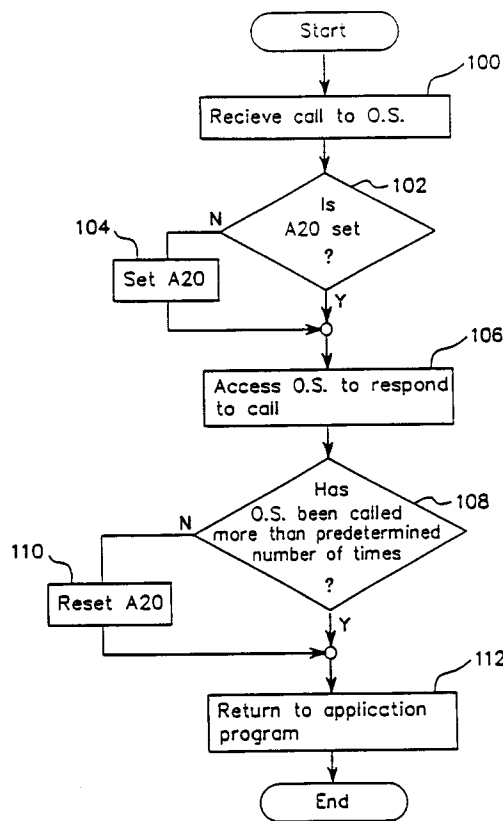 Start
100
Recieve call to O.S.
102
Is
A20 set
?
N
104
Set A20
Y
106
Access O.S. to respond
to call
108
Has
O.S. been called
more than predetermined
number of times
?
N
110
Reset A20
Y
112
Return to application
program
End